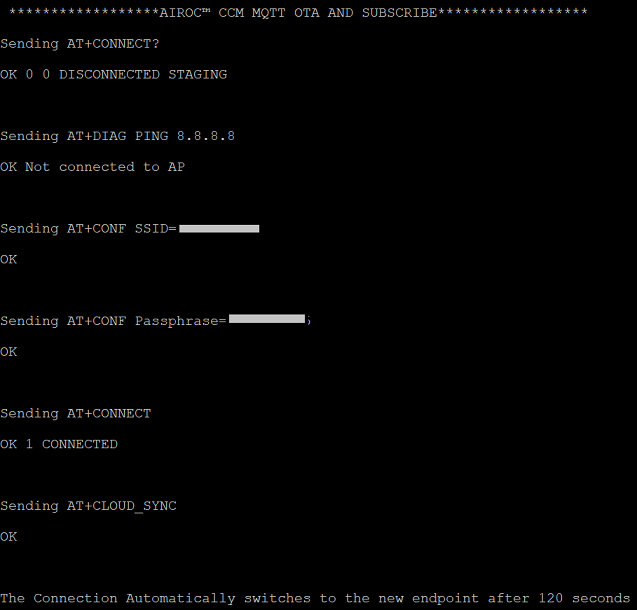 ******************AIROC™ CCM MQTT OTA AND SUBSCRIBE******************
Sending AT+CONNECT?
OK 0 0 DISCONNECTED STAGING
Sending AT+DIAG PING 8.8.8.8
OK Not connected to AP
Sending AT+CONF SSID=
OK
Sending AT+CONF Passphrase=
OK
Sending AT+CONNECT
OK 1 CONNECTED
Sending AT+CLOUD_SYNC
OK
The Connection Automatically switches to the new endpoint after 120 seconds